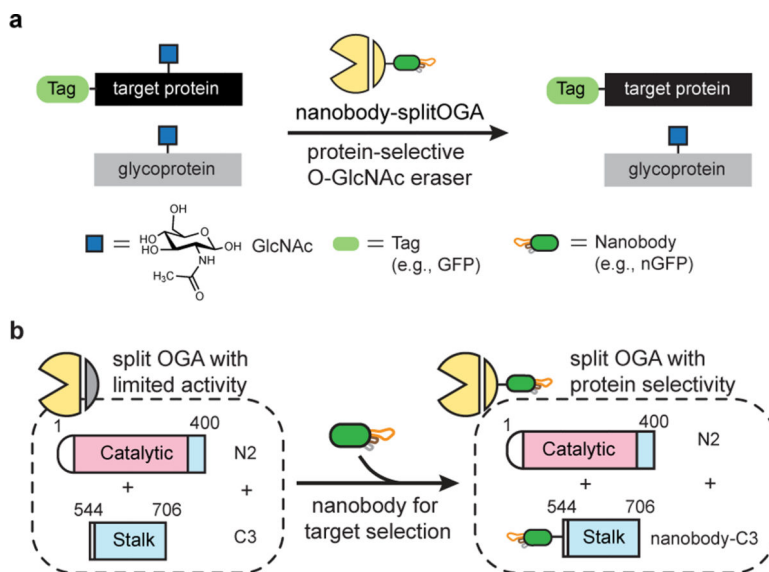 a
Tag
target protein
glycoprotein
nanobody-splitOGA
protein-selective
O-GlcNAc eraser
Tag
target protein
glycoprotein
=
OH
HO
HO
O
OH
NH
H₃C
O
GlcNAc
= Tag
(e.g., GFP)
= Nanobody
(e.g., nGFP)
b
split OGA with
limited activity
1 400
Catalytic N2
+ +
544 706
Stalk C3
nanobody for
target selection
split OGA with
protein selectivity
1 400
Catalytic N2
+ +
544 706
Stalk nanobody-C3